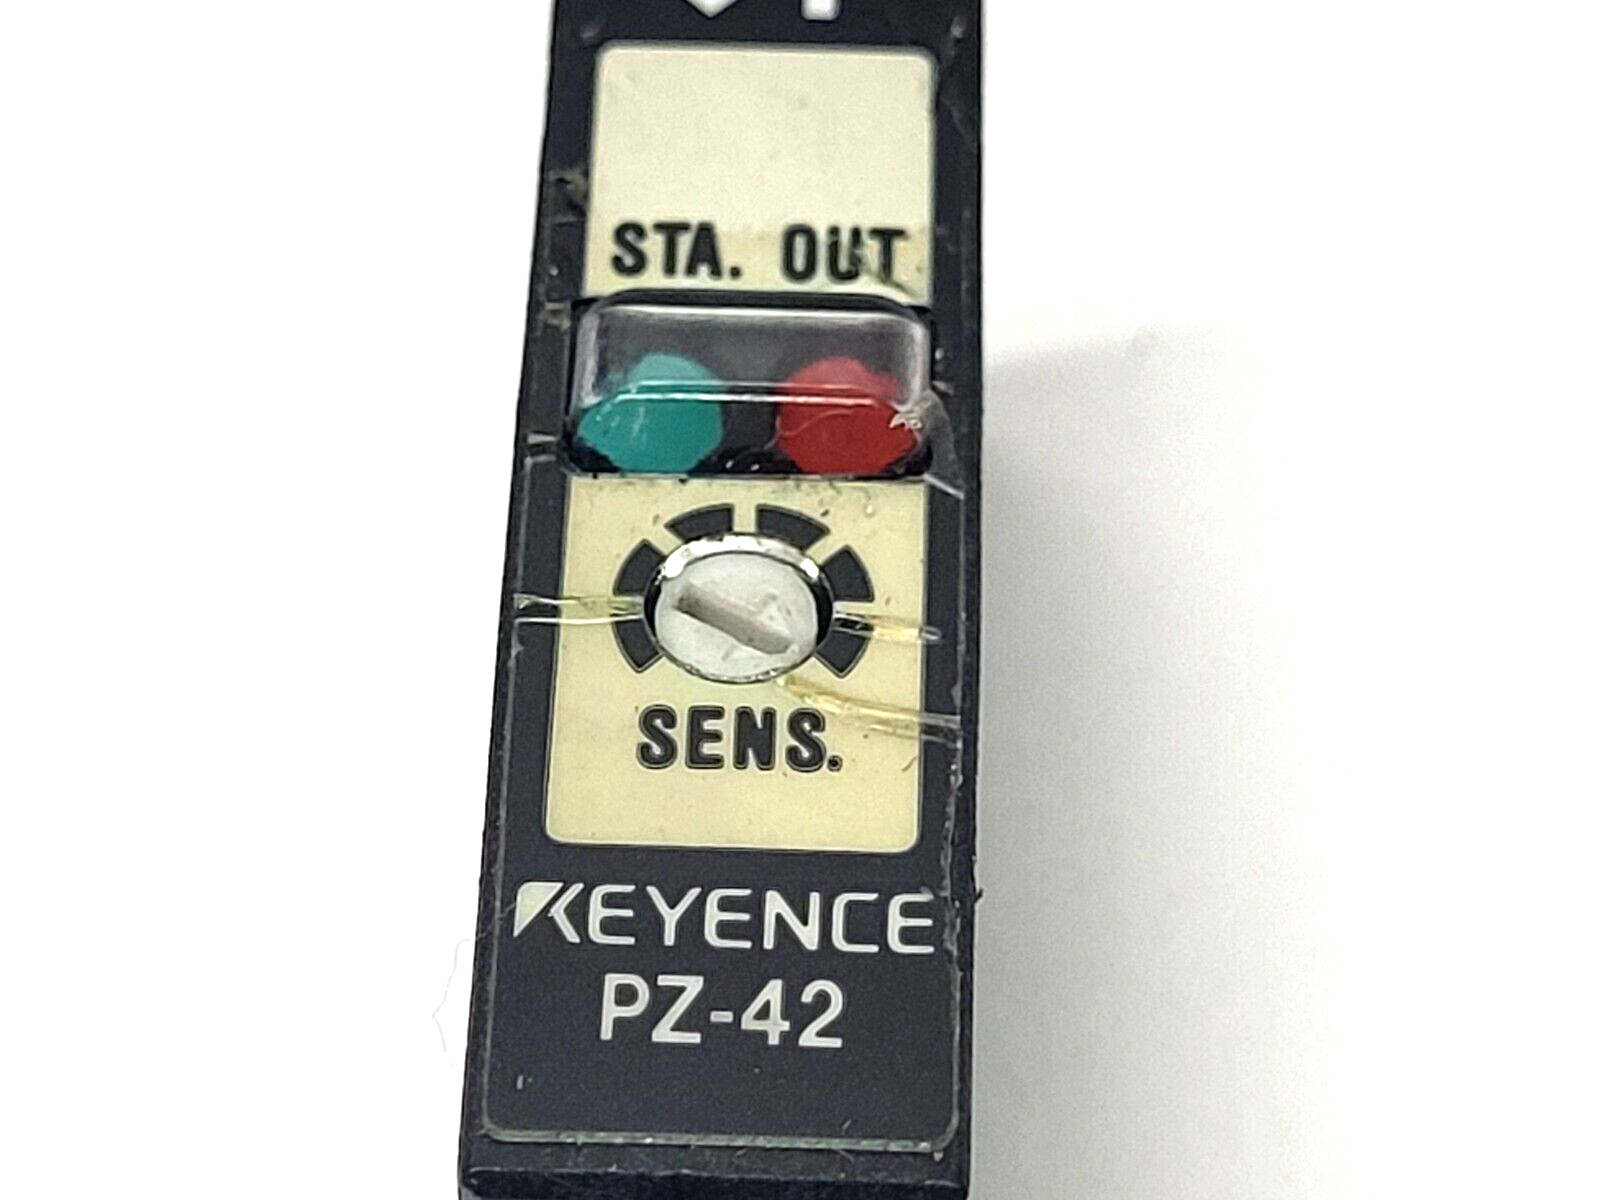 STA. OUT
SENS.
KEYENCE
PZ-42